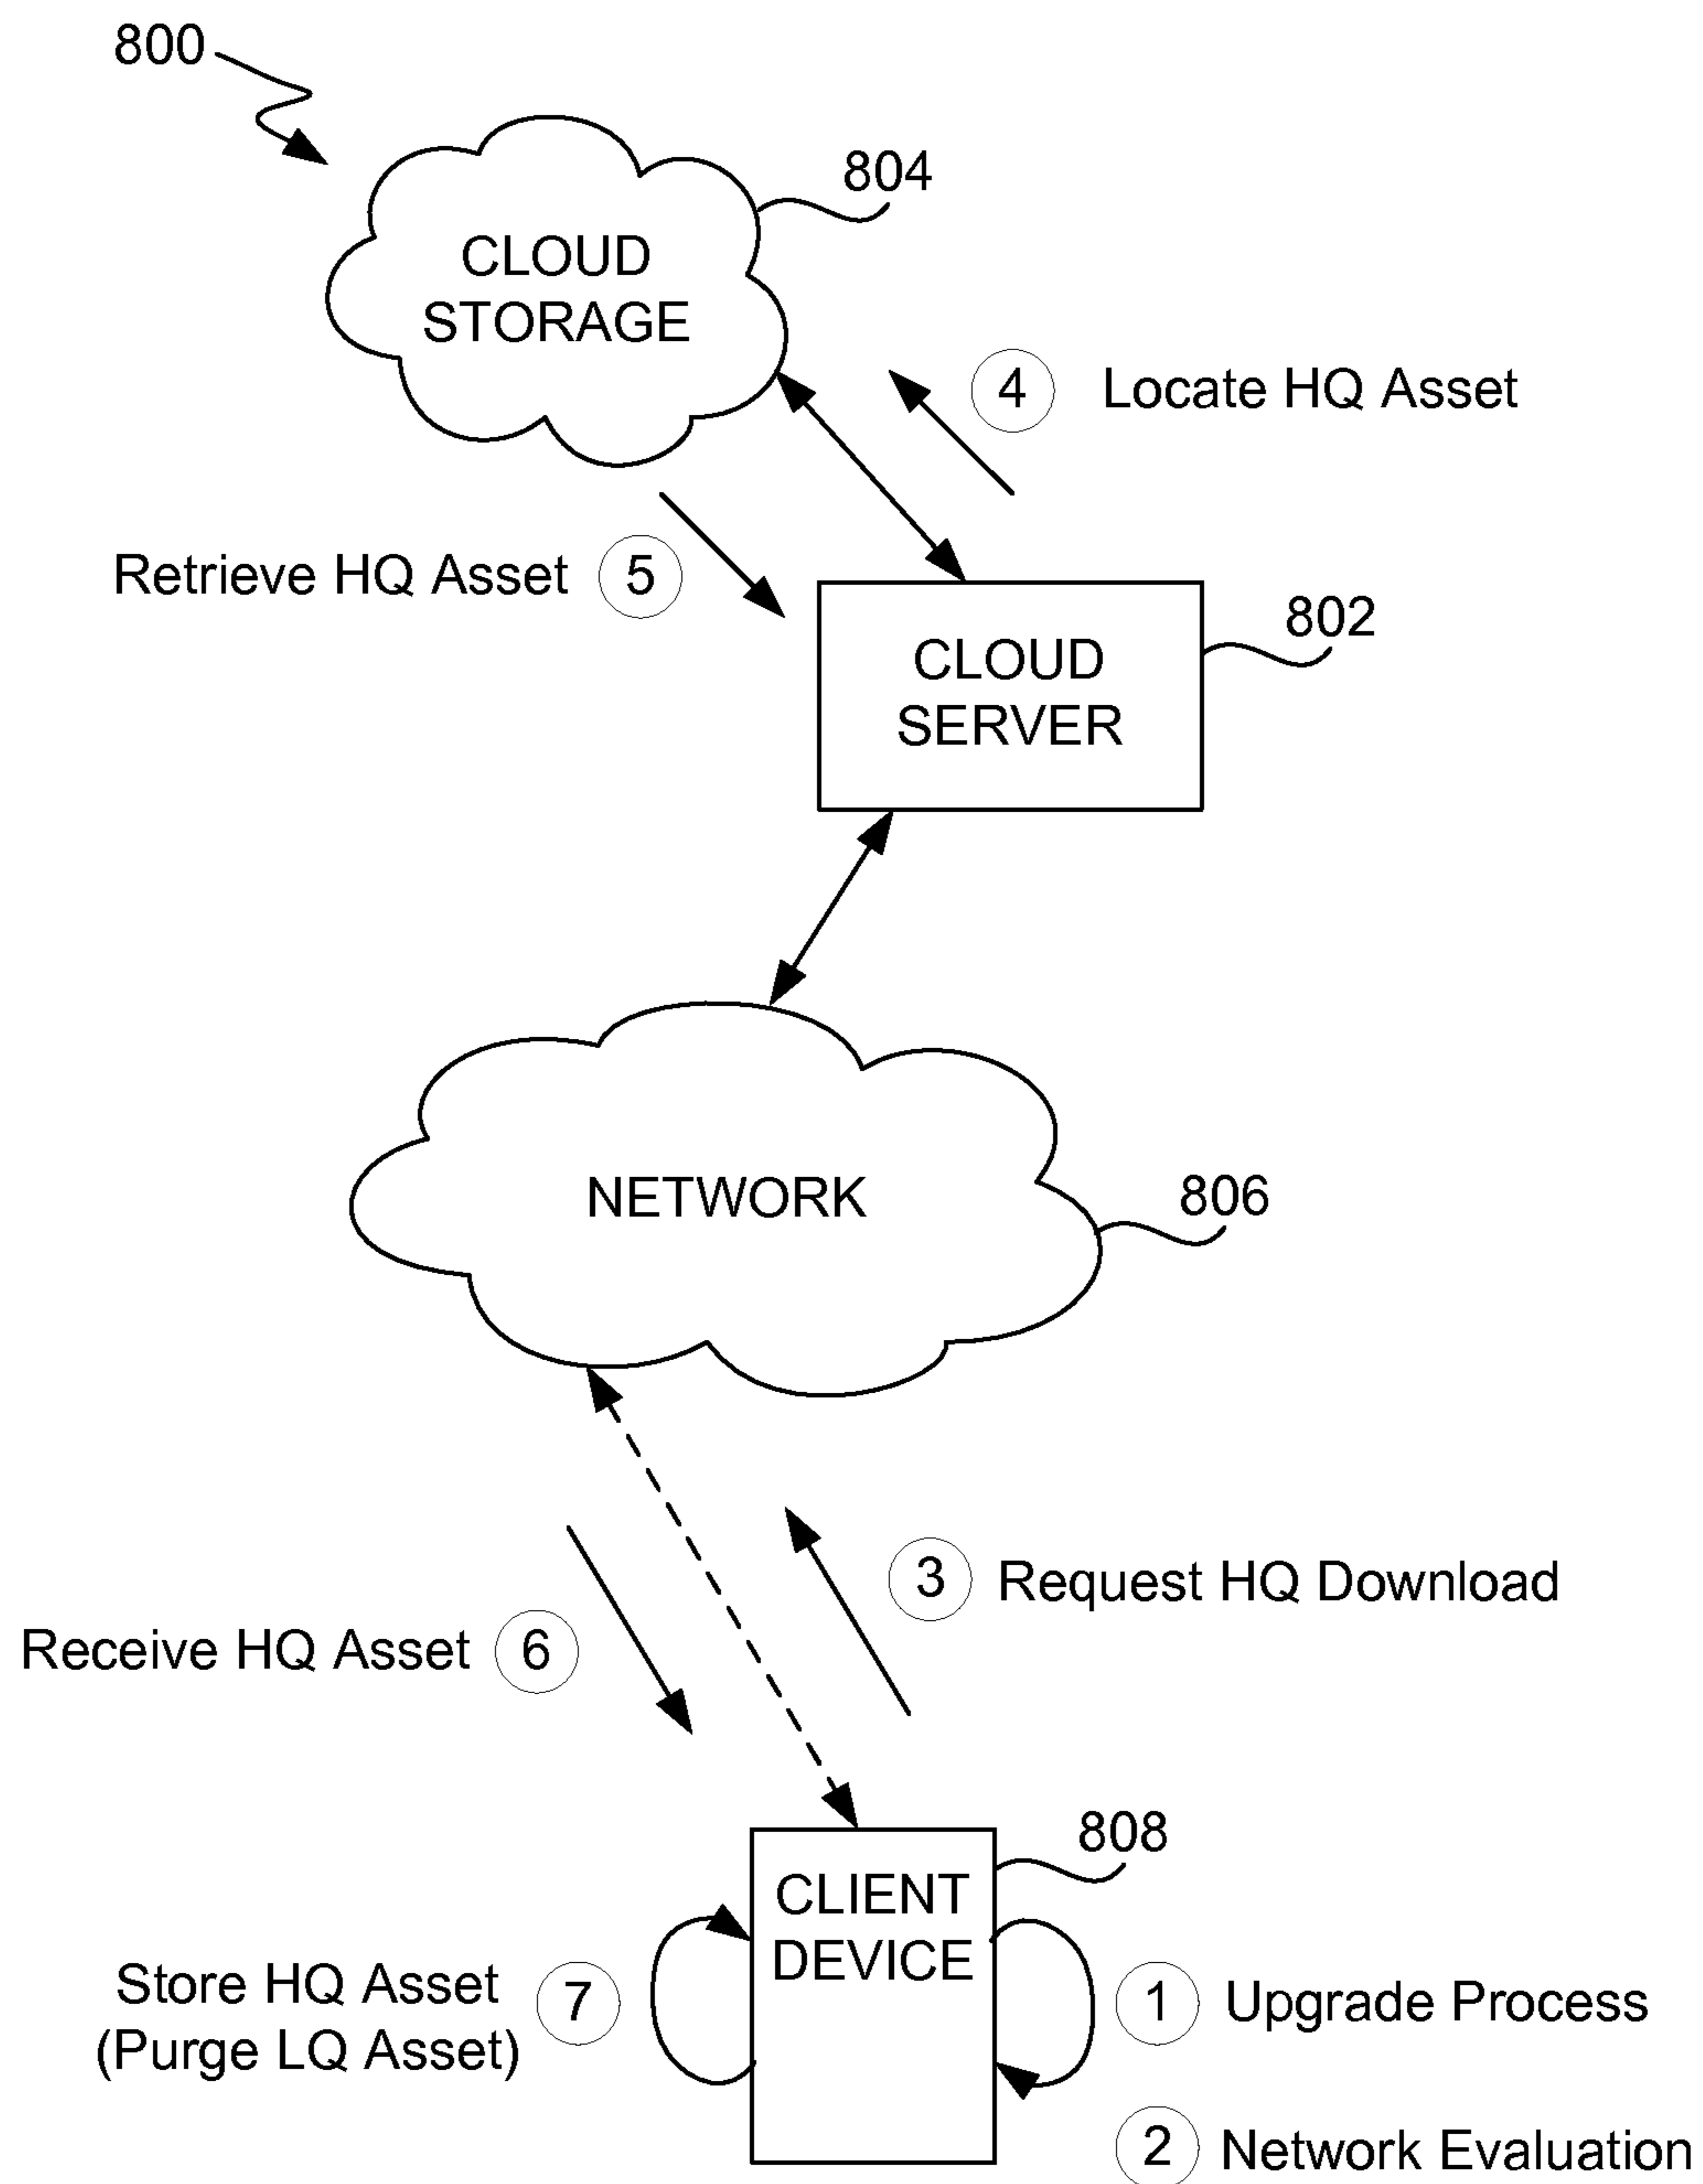 800
804
CLOUD
STORAGE
4 Locate HQ Asset
Retrieve HQ Asset 5
802
CLOUD
SERVER
NETWORK
806
3 Request HQ Download
Receive HQ Asset 6
808
CLIENT
DEVICE
Store HQ Asset
(Purge LQ Asset)
7
1 Upgrade Process
2 Network Evaluation